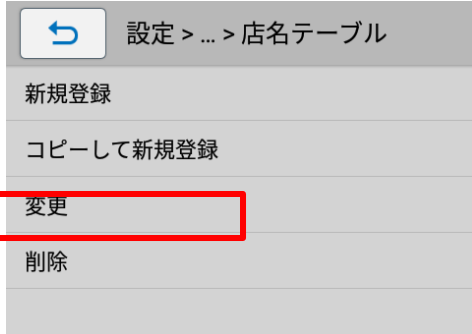 設定 > ... > 店名テーブル
新規登録
コピーして新規登録
変更
削除